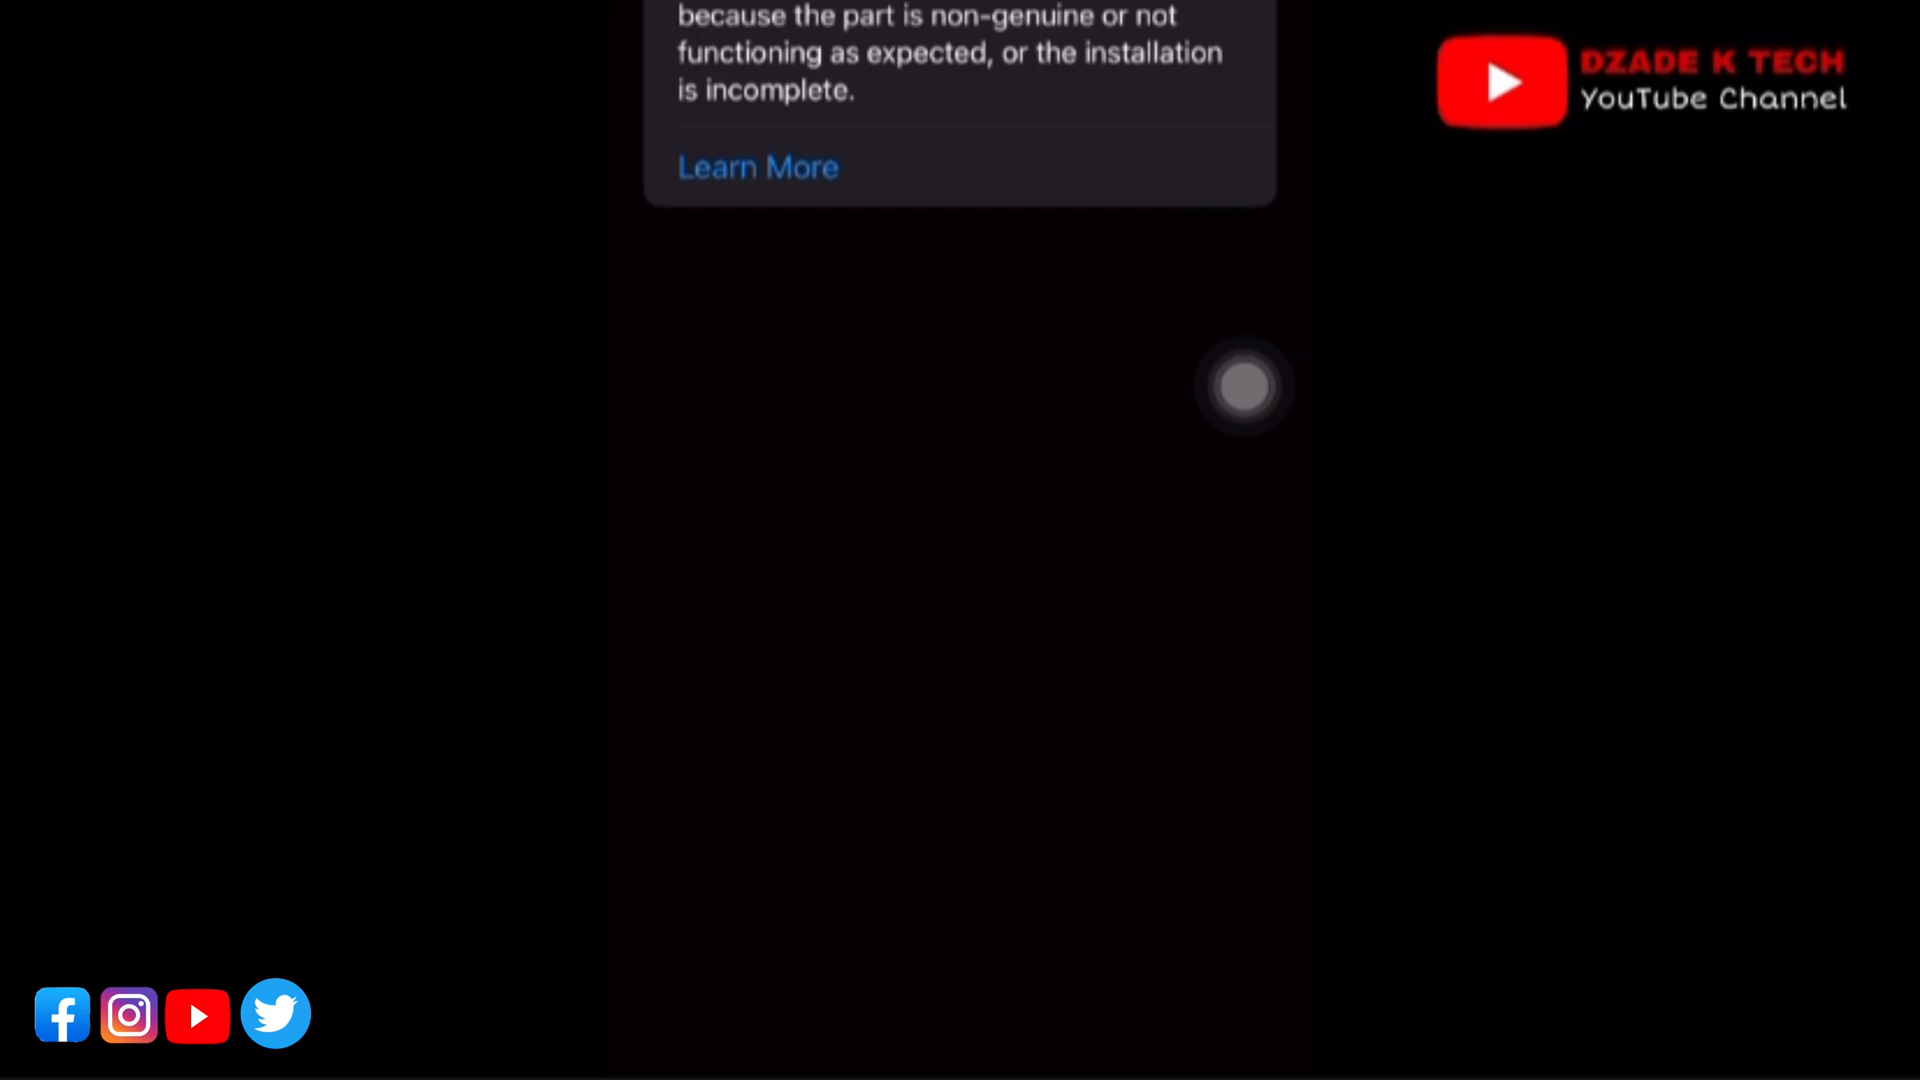 because the part is non-genuine or not
functioning as expected, or the installation
is incomplete.
Learn More
DZADE K TECH
YouTube Channel